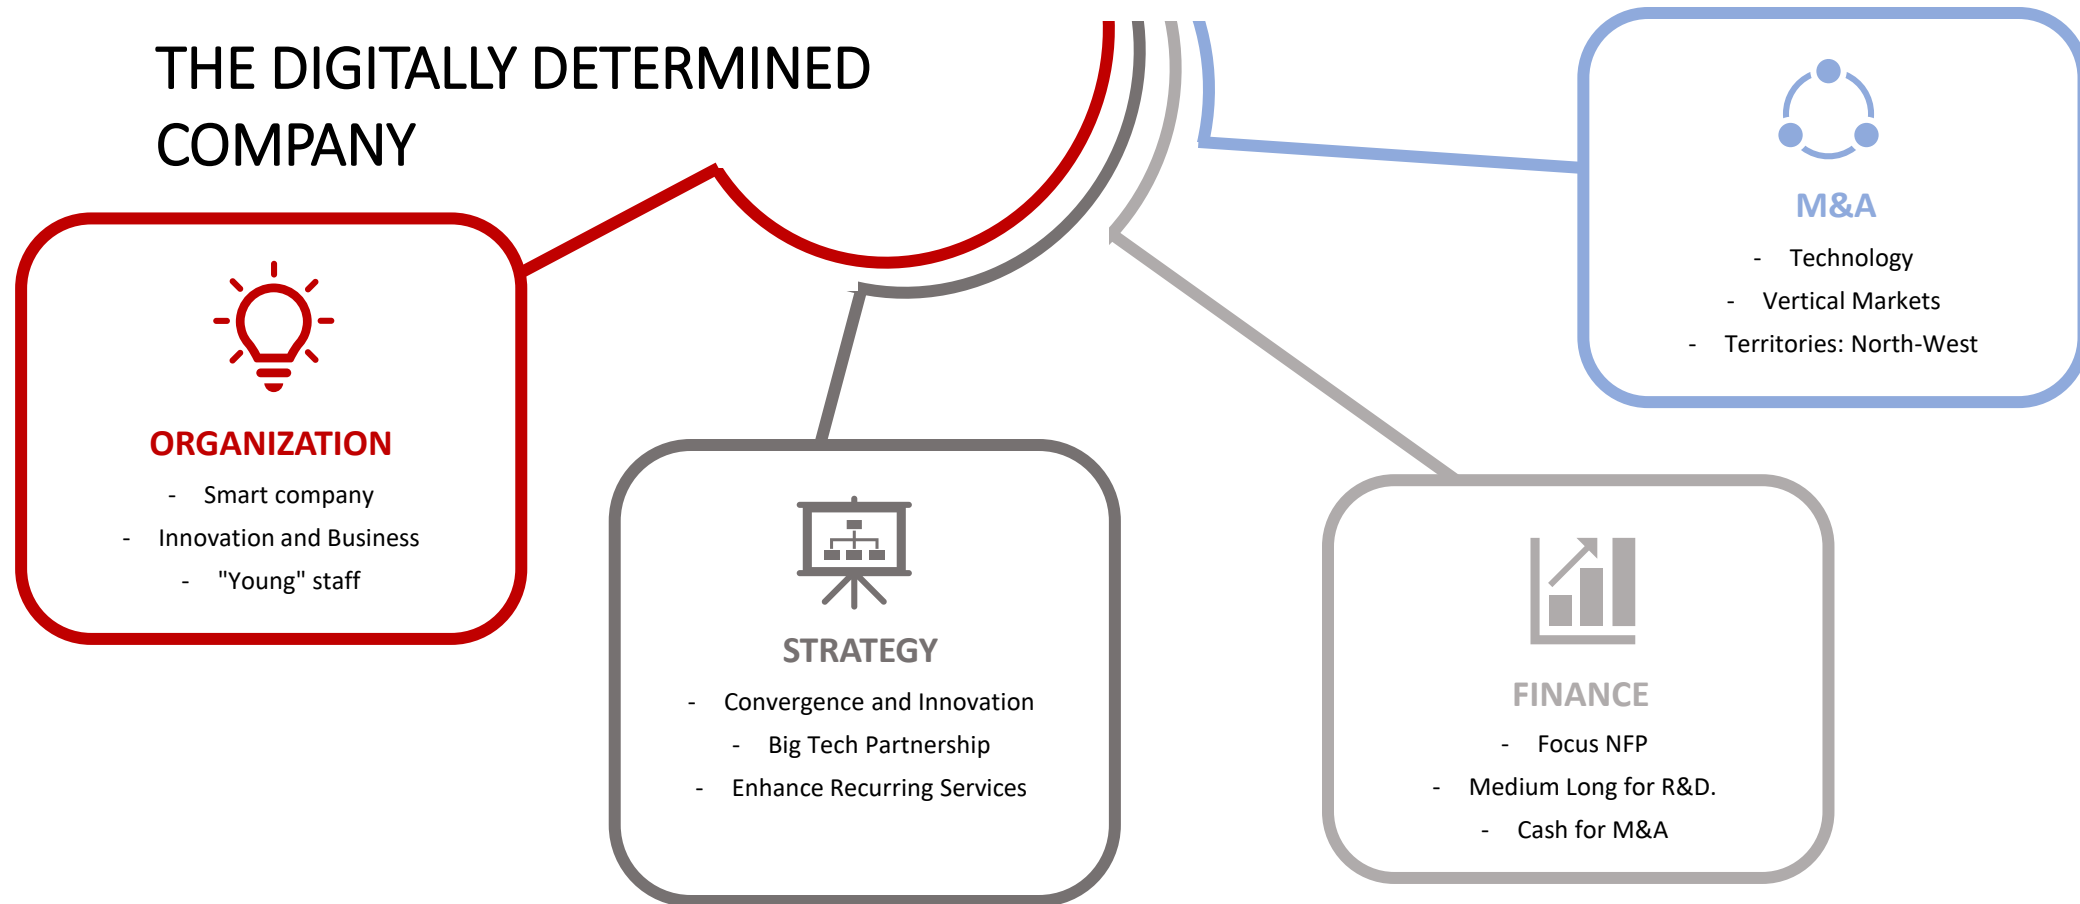 THE DIGITALLY DETERMINED
COMPANY
ORGANIZATION
- Smart company
- Innovation and Business
- "Young" staff
STRATEGY
- Convergence and Innovation
- Big Tech Partnership
- Enhance Recurring Services
FINANCE
- Focus NFP
- Medium Long for R&D.
- Cash for M&A
M&A
- Technology
- Vertical Markets
- Territories: North-West